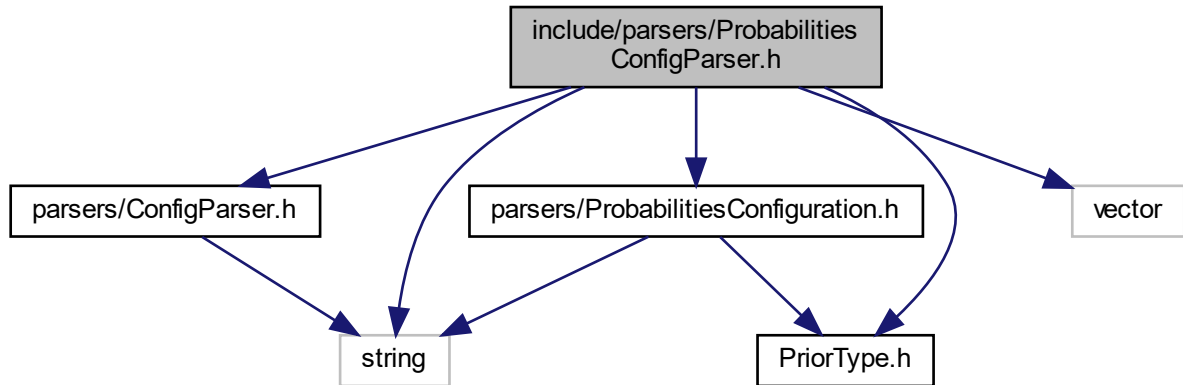 include/parsers/Probabilities
ConfigParser.h
parsers/ConfigParser.h
parsers/ProbabilitiesConfiguration.h
vector
string
PriorType.h